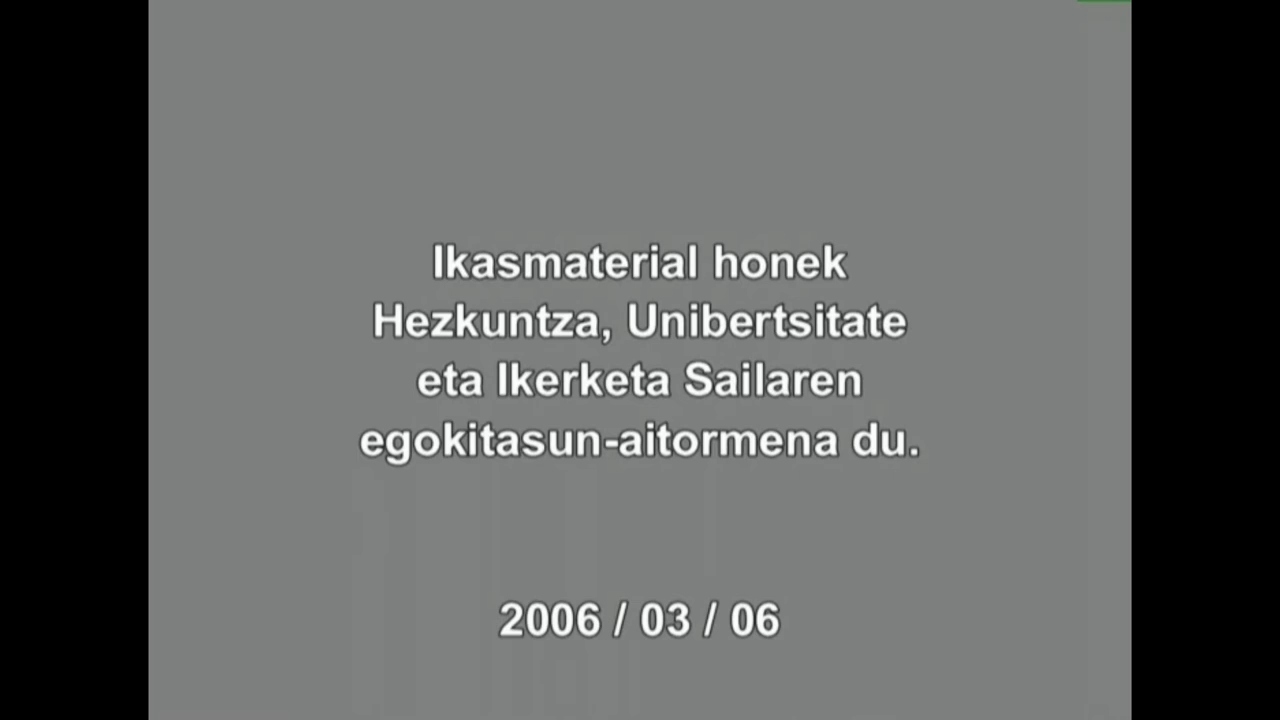 Ikasmaterial honek
Hezkuntza, Unibertsitate
eta Ikerketa Sailaren
egokitasun-aitormena du.
2006 / 03 / 06